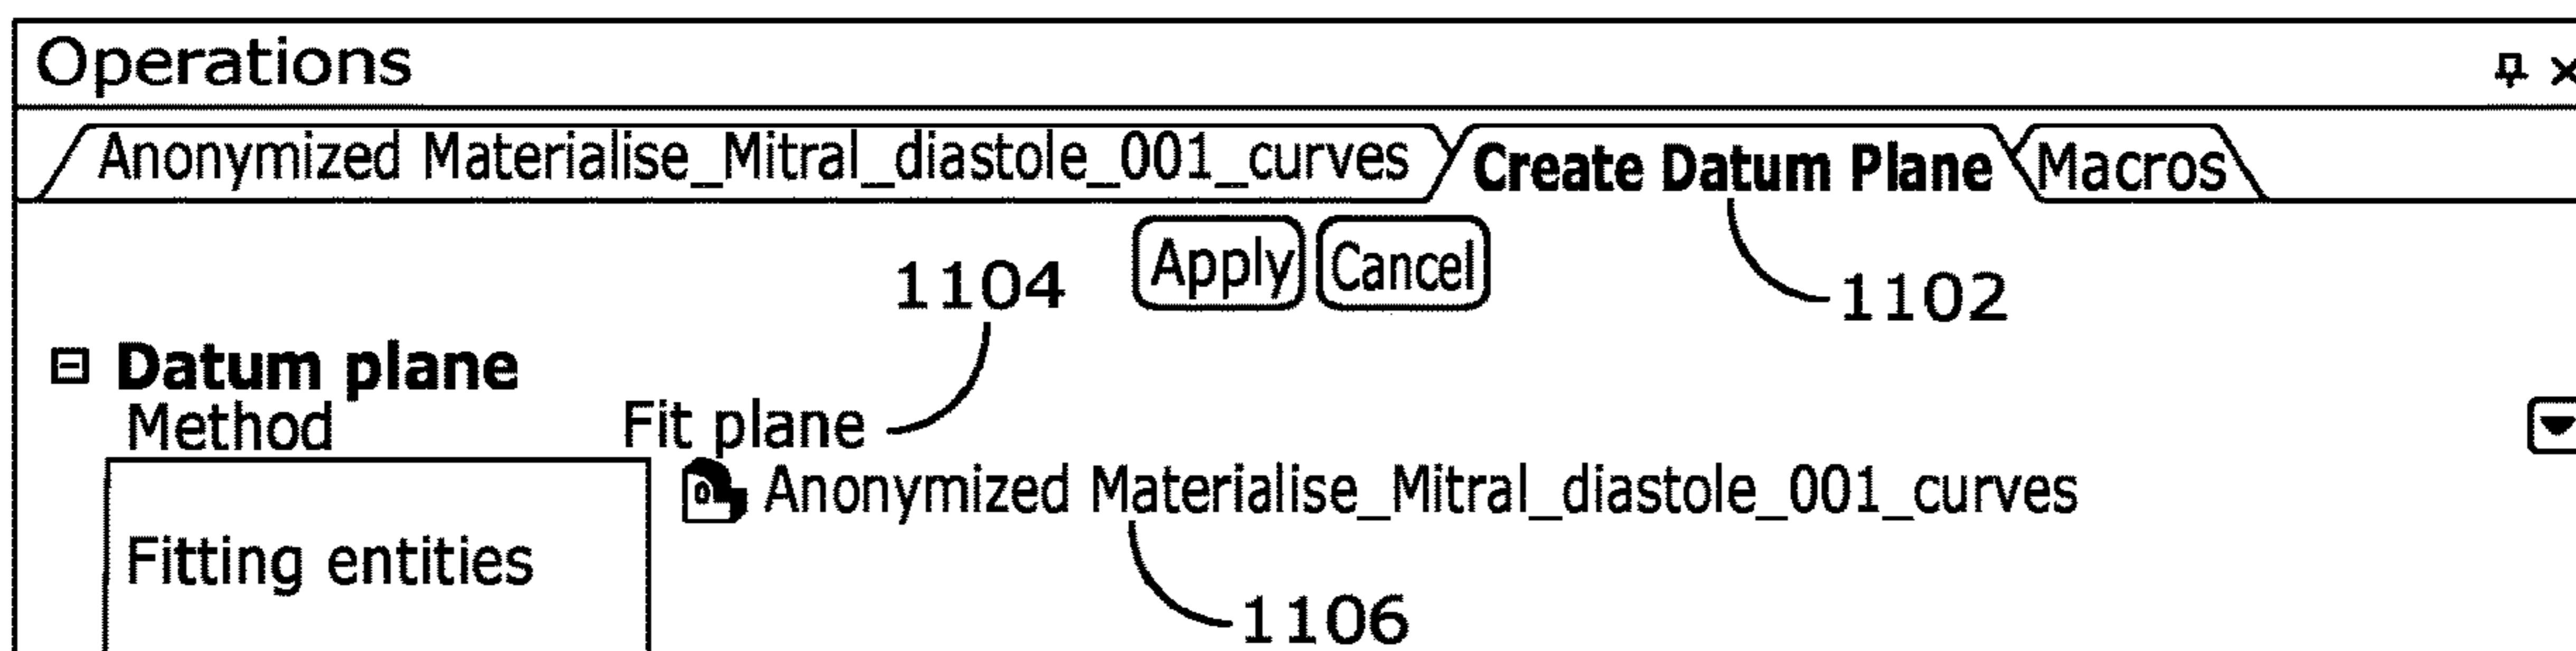 Operations
Anonymized Materialise_Mitral_diastole_001_curves Create Datum Plane Macros
Apply Cancel
1104 1102
Datum plane
Method Fit plane
Anonymized Materialise_Mitral_diastole_001_curves
Fitting entities
1106